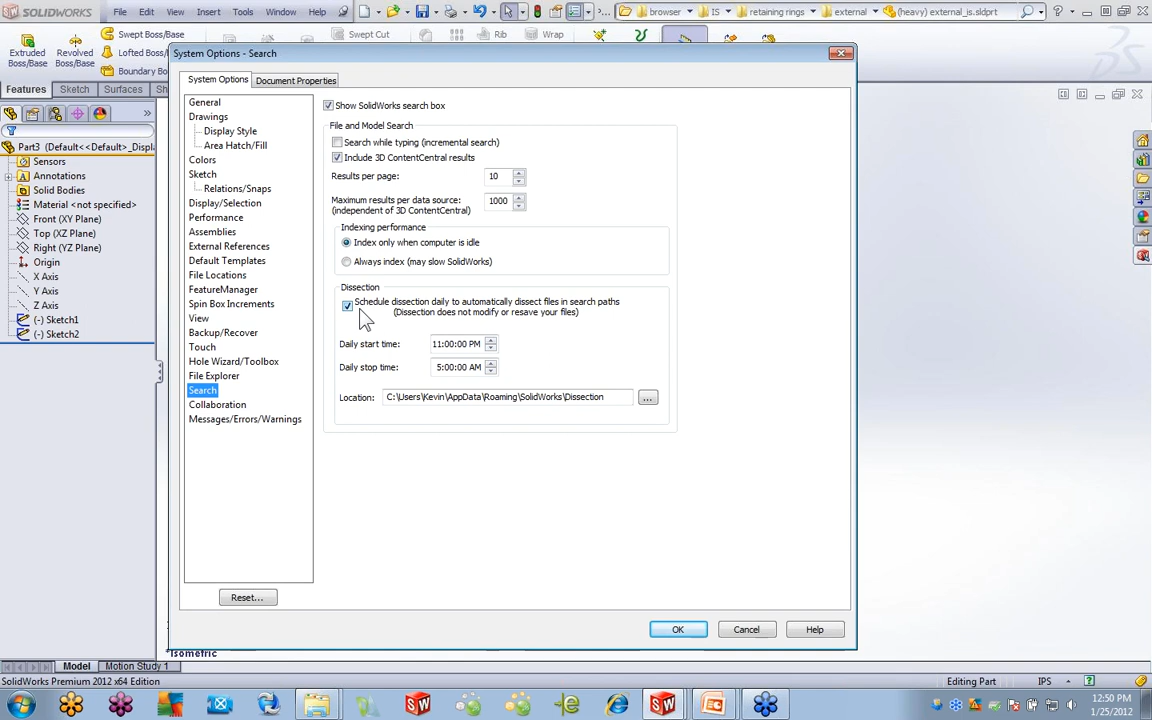 SOLIDWORKS File Edit View Insert Tools Window Help browser IS retaining rings external (heavy) external_is.sldprt
Extruded Boss/Base
Revolved Boss/Base
Swept Boss/Base
Lofted Boss/
Boundary Bo
Swept Cut
Rib
Wrap
Features Sketch Surfaces Sh
System Options - Search
System Options Document Properties
General
Drawings
Display Style
Area Hatch/Fill
Colors
Sketch
Relations/Snaps
Display/Selection
Performance
Assemblies
External References
Default Templates
File Locations
FeatureManager
Spin Box Increments
View
Backup/Recover
Touch
Hole Wizard/Toolbox
File Explorer
Search
Collaboration
Messages/Errors/Warnings
Reset...
Show SolidWorks search box
File and Model Search
Search while typing (incremental search)
Include 3D ContentCentral results
Results per page: 10
Maximum results per data source: 1000
(independent of 3D ContentCentral)
Indexing performance
Index only when computer is idle
Always index (may slow SolidWorks)
Dissection
Schedule dissection daily to automatically dissect files in search paths
(Dissection does not modify or resave your files)
Daily start time: 11:00:00 PM
Daily stop time: 5:00:00 AM
Location: C:\Users\Kevin\AppData\Roaming\SolidWorks\Dissection ...
OK Cancel Help
Part3 (Default<<Default>_Displa
Sensors
Annotations
Solid Bodies
Material <not specified>
Front (XY Plane)
Top (XZ Plane)
Right (YZ Plane)
Origin
X Axis
Y Axis
Z Axis
(-) Sketch1
(-) Sketch2
*Isometric
Model Motion Study 1
SolidWorks Premium 2012 x64 Edition Editing Part IPS
12:50 PM
1/25/2012